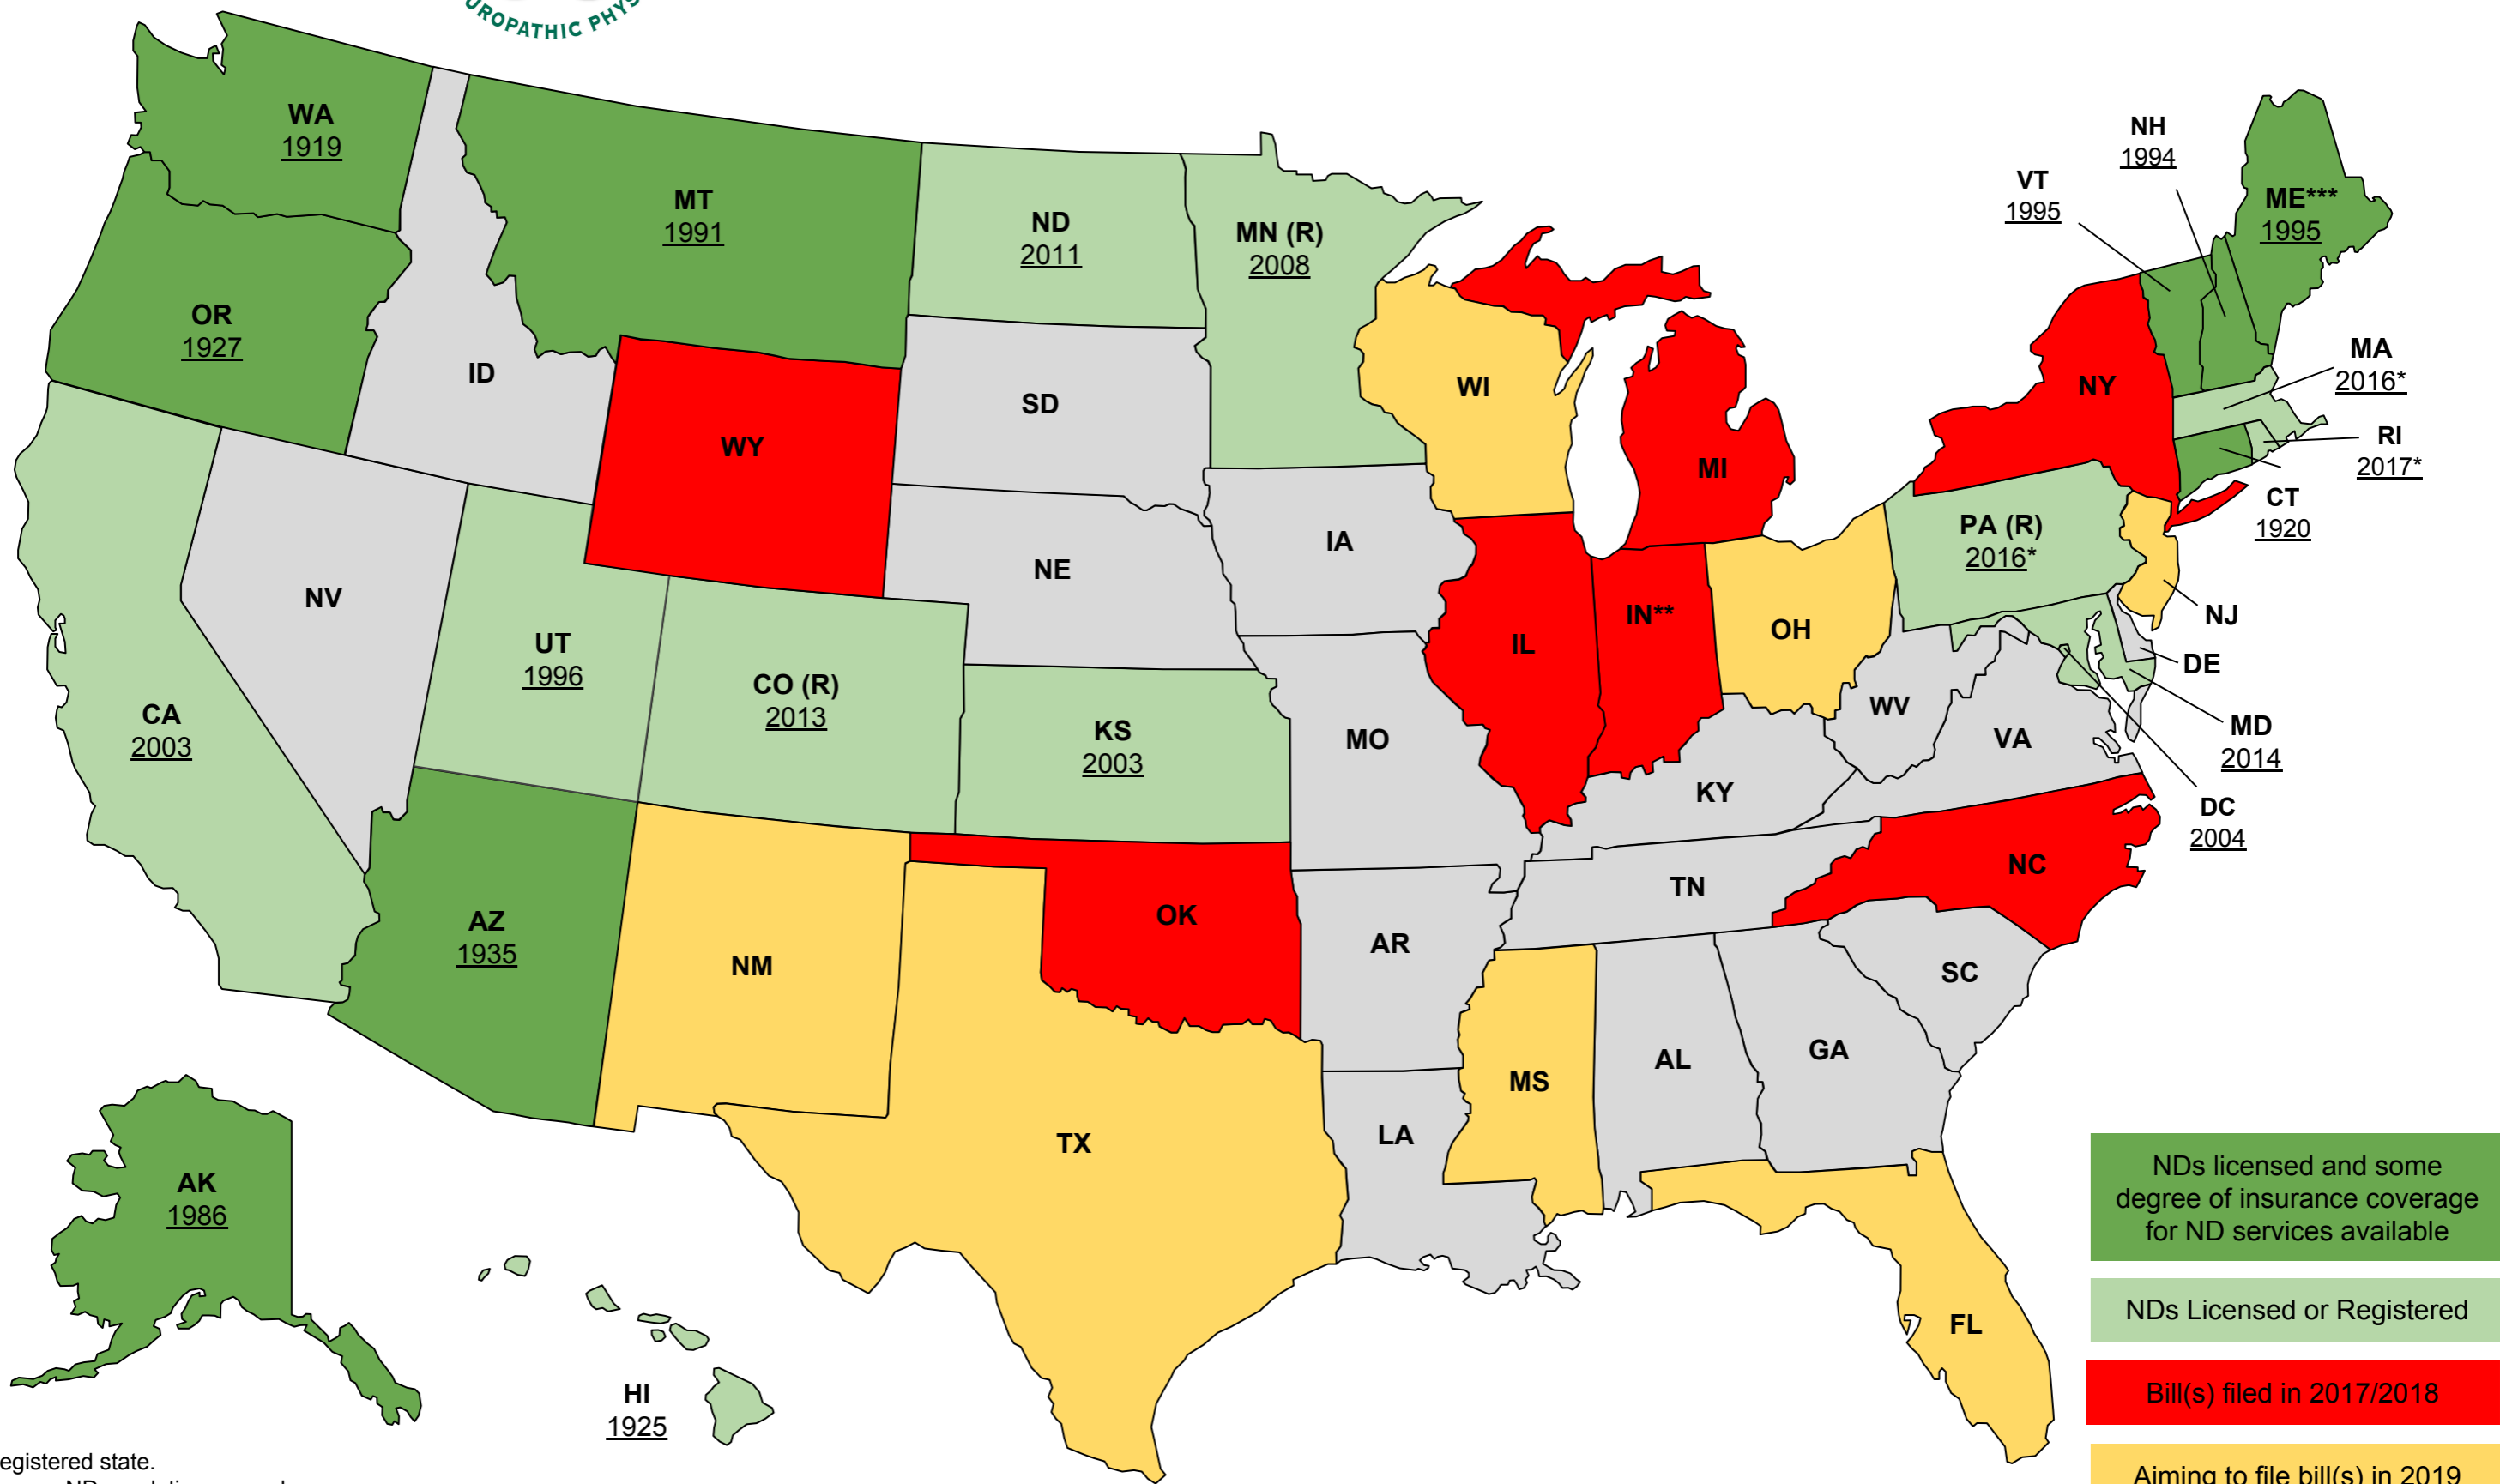 UROPATHIC PHYS
WA
1919
OR
1927
CA
2003
ID
NV
MT
1991
WY
UT
1996
AZ
1935
CO (R)
2013
NM
ND
2011
SD
NE
KS
2003
OK
TX
MN (R)
2008
IA
MO
AR
LA
WI
IL
MI
IN**
OH
KY
TN
MS
AL
GA
FL
SC
NC
VA
WV
PA (R)
2016*
NY
VT
1995
NH
1994
ME***
1995
MA
2016*
RI
2017*
CT
1920
NJ
DE
MD
2014
DC
2004
AK
1986
HI
1925
NDs licensed and some
degree of insurance coverage
for ND services available
NDs Licensed or Registered
Bill(s) filed in 2017/2018
Aiming to file bill(s) in 2019
egistered state.